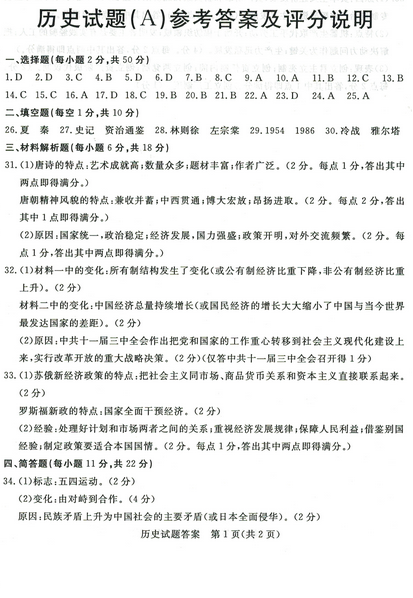 历史试题(A)参考答案及评分说明
一、选择题(每小题2分,共50分)
1. D 2. D 3. C 4. D 5. C 6. D 7. B 8. C 9. A 10. A 11. B 12. C 13. B
14. C 15. C 16. A 17. D 18. C 19. B 20. B 21. A 22. A 23. D 24. D 25. A
二、填空题(每空1分,共10分)
26. 夏 秦 27. 史记 资治通鉴 28. 林则徐 左宗棠 29. 1954 1986 30. 冷战 雅尔塔
三、材料解析题(每小题6分,共18分)
31. (1)唐诗的特点:艺术成就高;数量众多;题材丰富;作者广泛。(2分。每点1分,答出其中
两点即得满分。)
唐朝精神风貌的特点:兼收并蓄;中西贯通;博大宏放;昂扬进取。(2分。每点2分,答出
其中1点即得满分。)
(2)原因:国家统一,政治稳定;经济发展,国力强盛;政策开明,对外交流频繁。(2分。每
点1分,答出其中两点即得满分。)
32. (1)材料一中的变化:所有制结构发生了变化(或公有制经济比重下降,非公有制经济比重
上升)。(2分)
材料二中的变化:中国经济总量持续增长(或国民经济的增长大大缩小了中国与当今世界
最发达国家的差距)。(2分)
(2)原因:中共十一届三中全会作出把党和国家的工作重心转移到社会主义现代化建设上
来,实行改革开放的重大战略决策。(2分)(仅答中共十一届三中全会召开得1分)
33. (1)苏俄新经济政策的特点:把社会主义同市场、商品货币关系和资本主义直接联系起来。
(2分)
罗斯福新政的特点:国家全面干预经济。(2分)
(2)经验:处理好计划和市场两者之间的关系;重视经济发展规律;保障人民利益;借鉴别国
经验;制定政策要适合本国国情。(2分。每点1分,答出其中两点即得满分。)
四、简答题(每小题11分,共22分)
34. (1)标志:五四运动。(2分)
(2)变化:由对峙到合作。(4分)
原因:民族矛盾上升为中国社会的主要矛盾(或日本全面侵华)。(2分)
历史试题答案 第1页(共2页)